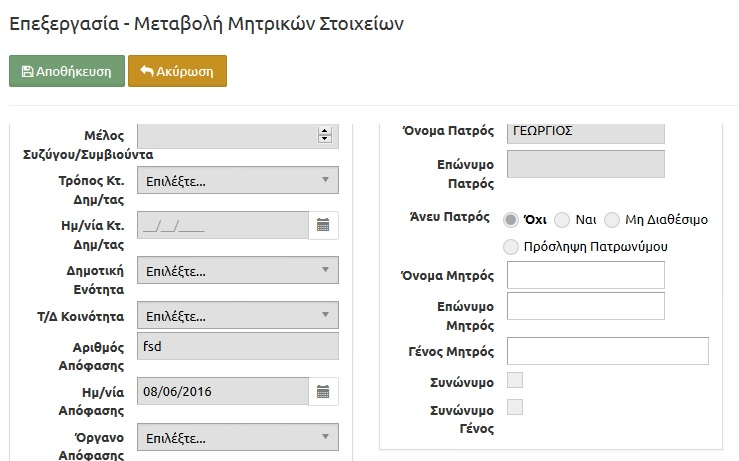 Επεξεργασία - Μεταβολή Μητρικών Στοιχείων
Αποθήκευση Ακύρωση
Μέλος
Συζύγου/Συμβιούντα
Τρόπος Κτ. Επιλέξτε...
Δημ/τας
Ημ/νία Κτ. __/__/____
Δημ/τας
Δημοτική Επιλέξτε...
Ενότητα
Τ/Δ Κοινότητα Επιλέξτε...
Αριθμός fsd
Απόφασης
Ημ/νία 08/06/2016
Απόφασης
Όργανο Επιλέξτε...
Απόφασης
Όνομα Πατρός ΓΕΩΡΓΙΟΣ
Επώνυμο
Πατρός
Άνευ Πατρός Όχι Ναι Μη Διαθέσιμο
Πρόσληψη Πατρωνύμου
Όνομα Μητρός
Επώνυμο
Μητρός
Γένος Μητρός
Συνώνυμο
Συνώνυμο
Γένος